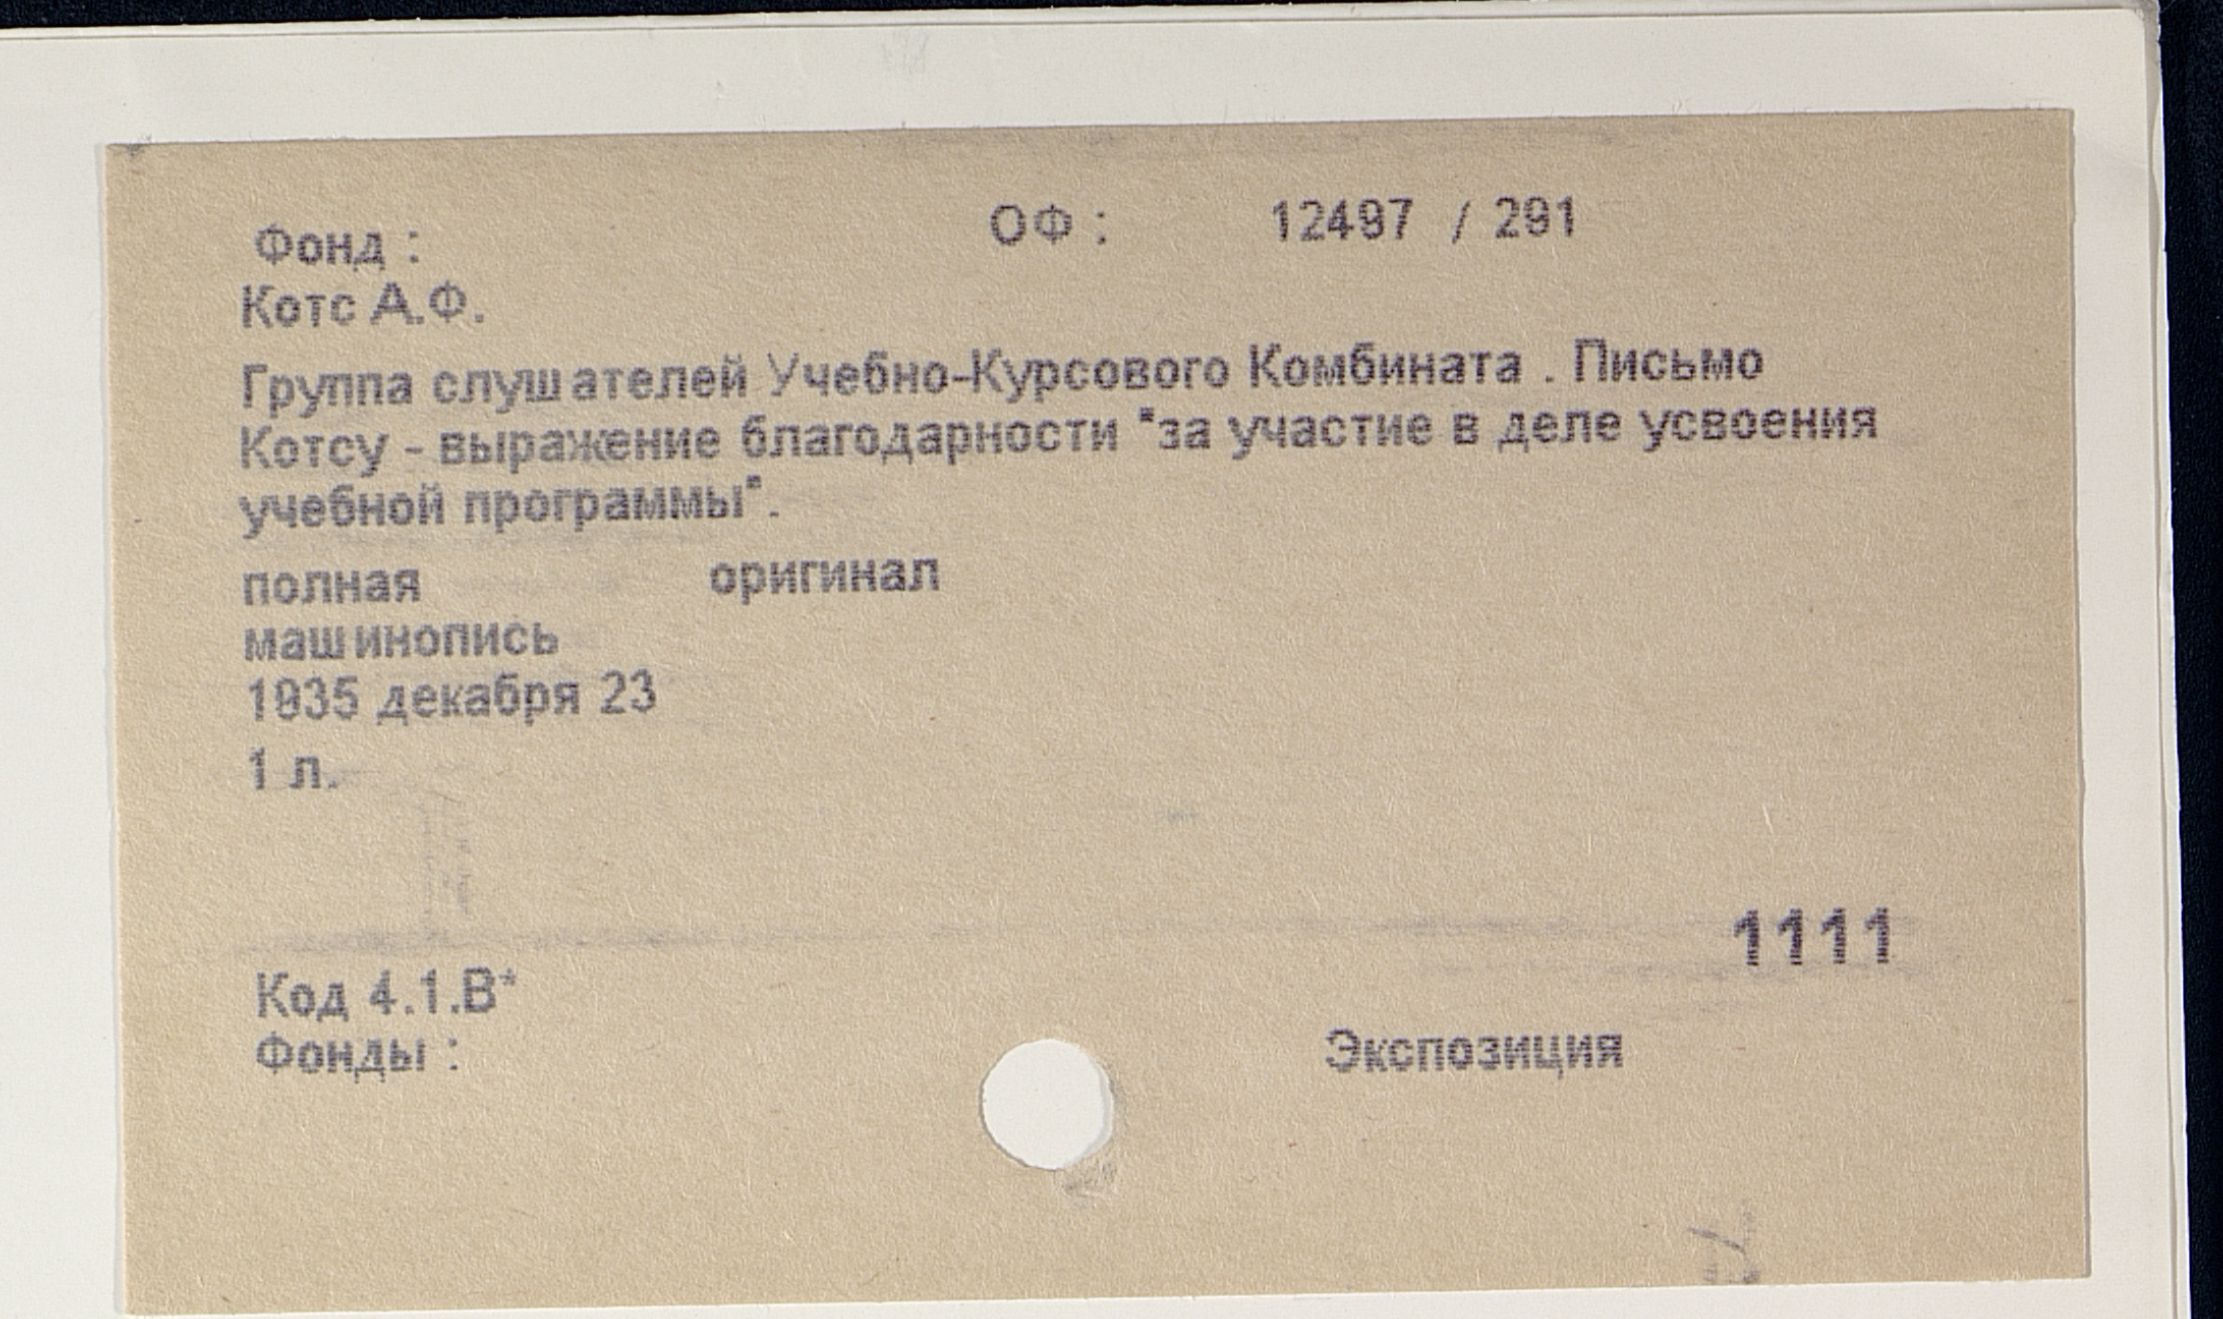 Фонд : ОФ : 12497 / 291
Котс А.Ф.
Группа слушателей Учебно-Курсового Комбината . Письмо
Котсу - выражение благодарности "за участие в деле усвоения
учебной программы".
полная оригинал
машинопись
1935 декабря 23
1 л.
1111
Код 4.1.В*
Фонды : Экспозиция